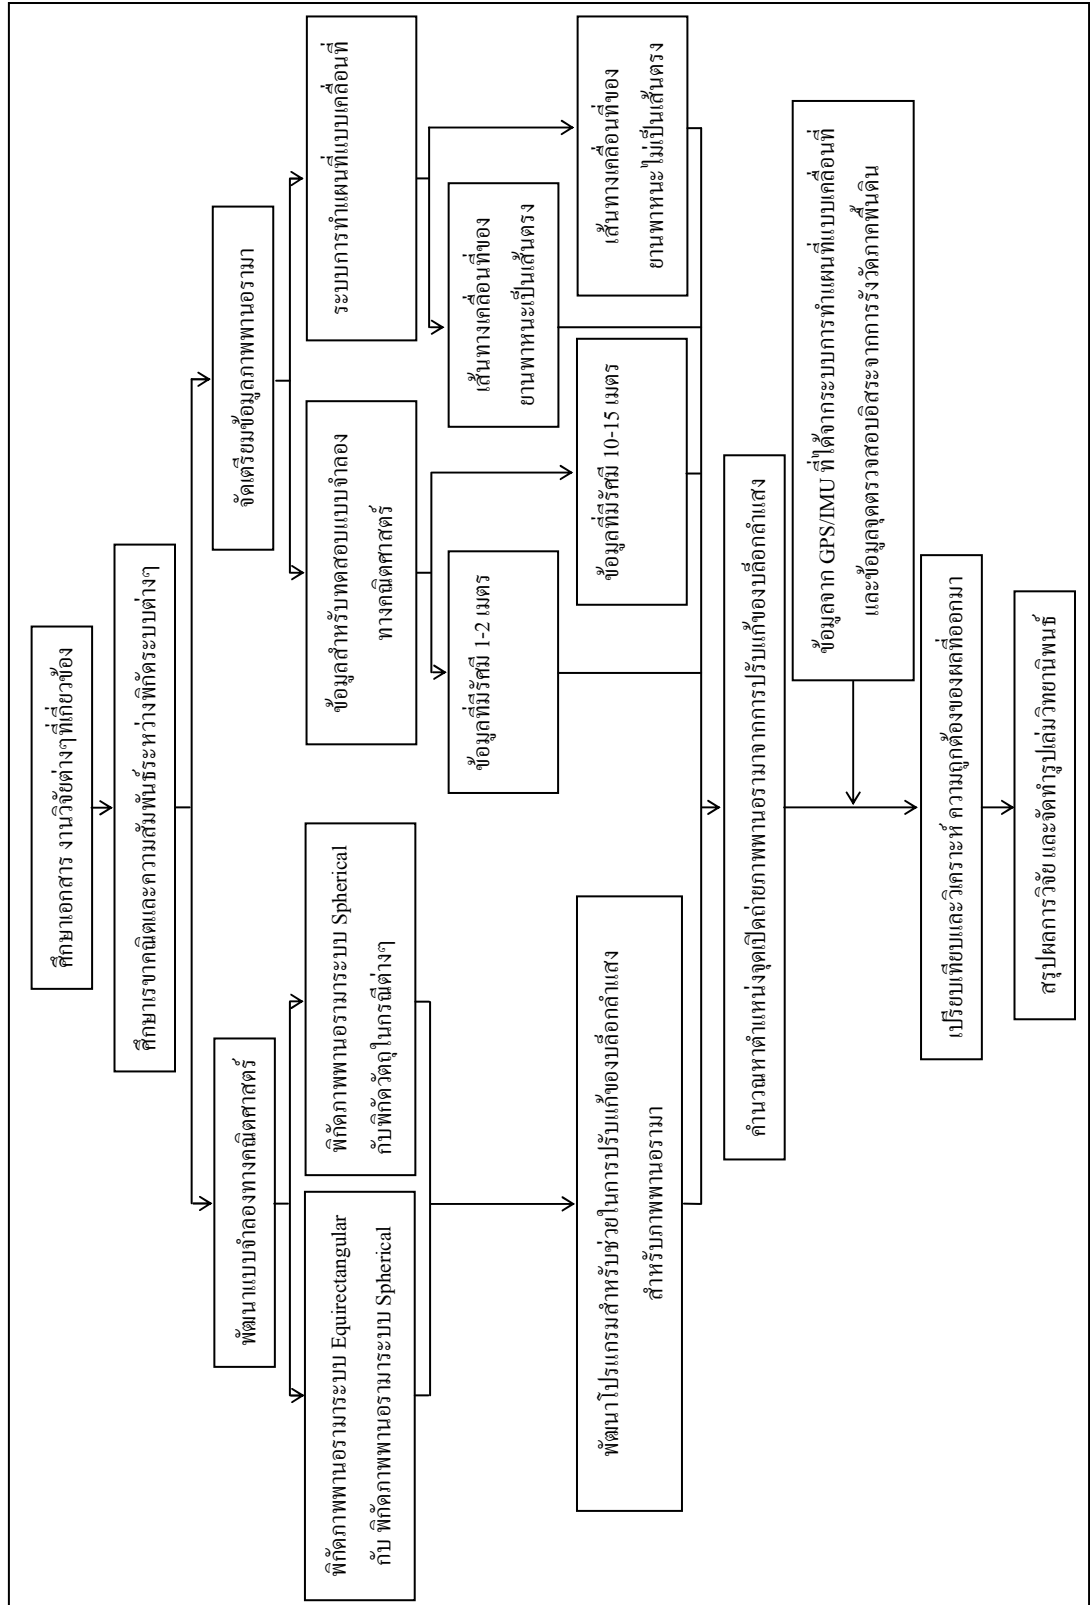 ศึกษาเอกสาร งานวิจัยต่างๆที่เกี่ยวข้อง
ศึกษาเรขาคณิตและความสัมพันธ์ระหว่างพิกัดระบบต่างๆ
พัฒนาแบบจำลองทางคณิตศาสตร์
จัดเตรียมข้อมูลภาพพานอรามา
พิกัดภาพพานอรามาระบบ Equirectangular
กับ พิกัดภาพพานอรามาระบบ Spherical
พิกัดภาพพานอรามาระบบ Spherical
กับพิกัดวัตถุในกรณีต่างๆ
ข้อมูลสำหรับทดสอบแบบจำลอง
ทางคณิตศาสตร์
ระบบการทำแผนที่แบบเคลื่อนที่
ข้อมูลที่มีรัศมี 1-2 เมตร
เส้นทางเคลื่อนที่ของ
ยานพาหนะเป็นเส้นตรง
พัฒนาโปรแกรมสำหรับช่วยในการปรับแก้ของบล็อกลำแสง
สำหรับภาพพานอรามา
ข้อมูลที่มีรัศมี 10-15 เมตร
เส้นทางเคลื่อนที่ของ
ยานพาหนะไม่เป็นเส้นตรง
คำนวณหาตำแหน่งจุดเปิดถ่ายภาพพานอรามาจากการปรับแก้ของบล็อกลำแสง
ข้อมูลจาก GPS/IMU ที่ได้จากระบบการทำแผนที่แบบเคลื่อนที่
และข้อมูลจุดตรวจสอบอิสระจากการรังวัดภาคพื้นดิน
เปรียบเทียบและวิเคราะห์ ความถูกต้องของผลที่ออกมา
สรุปผลการวิจัย และจัดทำรูปเล่มวิทยานิพนธ์